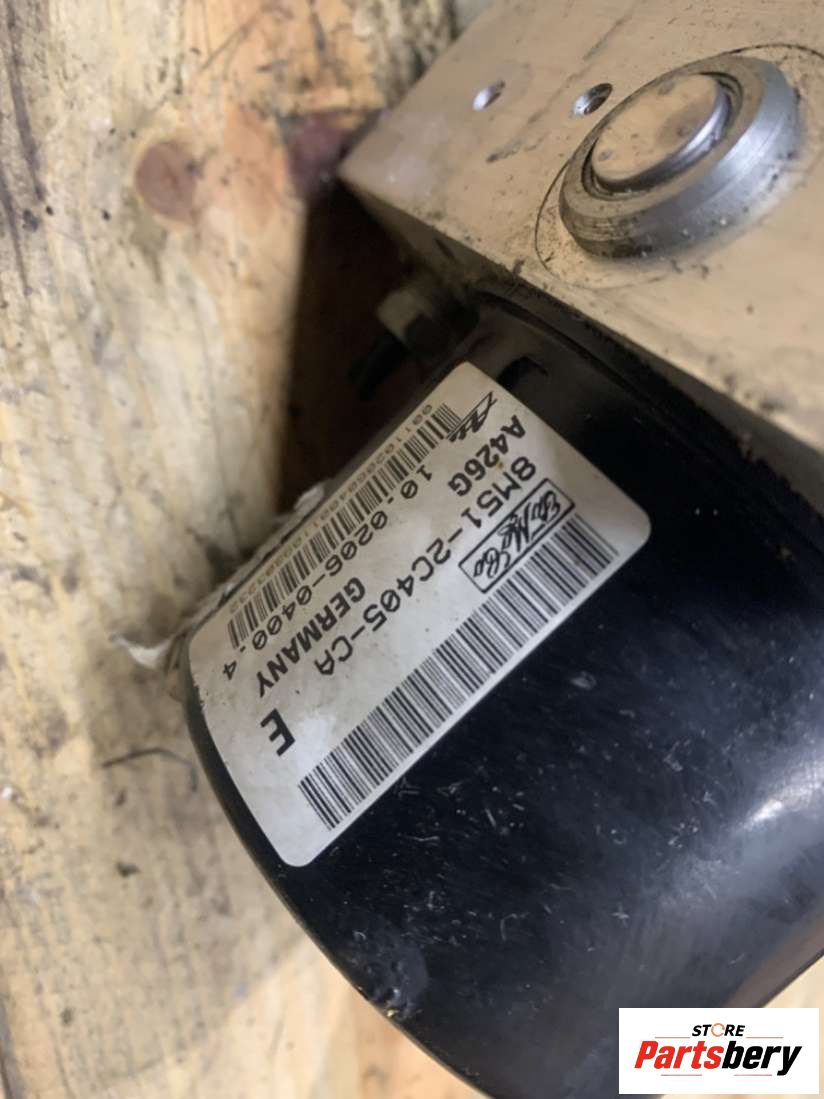 8M51-2C405-CA
A426G
GERMANY
10.0206-0400.4
E
STORE
Partsbery